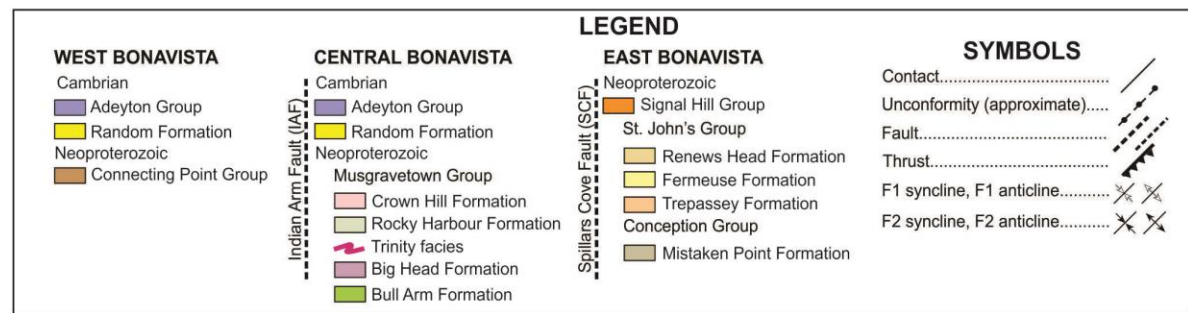 LEGEND
WEST BONAVISTA
Cambrian
Adeyton Group
Random Formation
Neoproterozoic
Connecting Point Group
Indian Arm Fault (IAF)
CENTRAL BONAVISTA
Cambrian
Adeyton Group
Random Formation
Neoproterozoic
Musgravetown Group
Crown Hill Formation
Rocky Harbour Formation
Trinity facies
Big Head Formation
Bull Arm Formation
Spillars Cove Fault (SCF)
EAST BONAVISTA
Neoproterozoic
Signal Hill Group
St. John's Group
Renews Head Formation
Fermeuse Formation
Trepassey Formation
Conception Group
Mistaken Point Formation
SYMBOLS
Contact
Unconformity (approximate)
Fault
Thrust
F1 syncline, F1 anticline
F2 syncline, F2 anticline